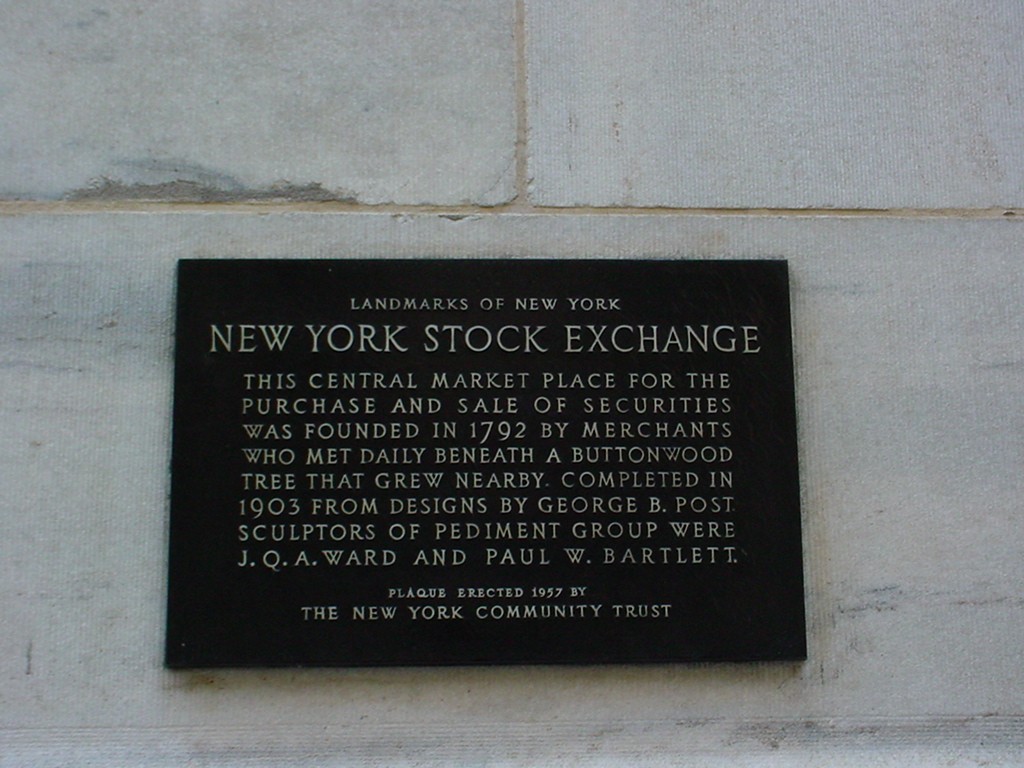 LANDMARKS OF NEW YORK
NEW YORK STOCK EXCHANGE
THIS CENTRAL MARKET PLACE FOR THE
PURCHASE AND SALE OF SECURITIES
WAS FOUNDED IN 1792 BY MERCHANTS
WHO MET DAILY BENEATH A BUTTONWOOD
TREE THAT GREW NEARBY. COMPLETED IN
1903 FROM DESIGNS BY GEORGE B. POST.
SCULPTORS OF PEDIMENT GROUP WERE
J. Q. A. WARD AND PAUL W. BARTLETT.
PLAQUE ERECTED 1957 BY
THE NEW YORK COMMUNITY TRUST